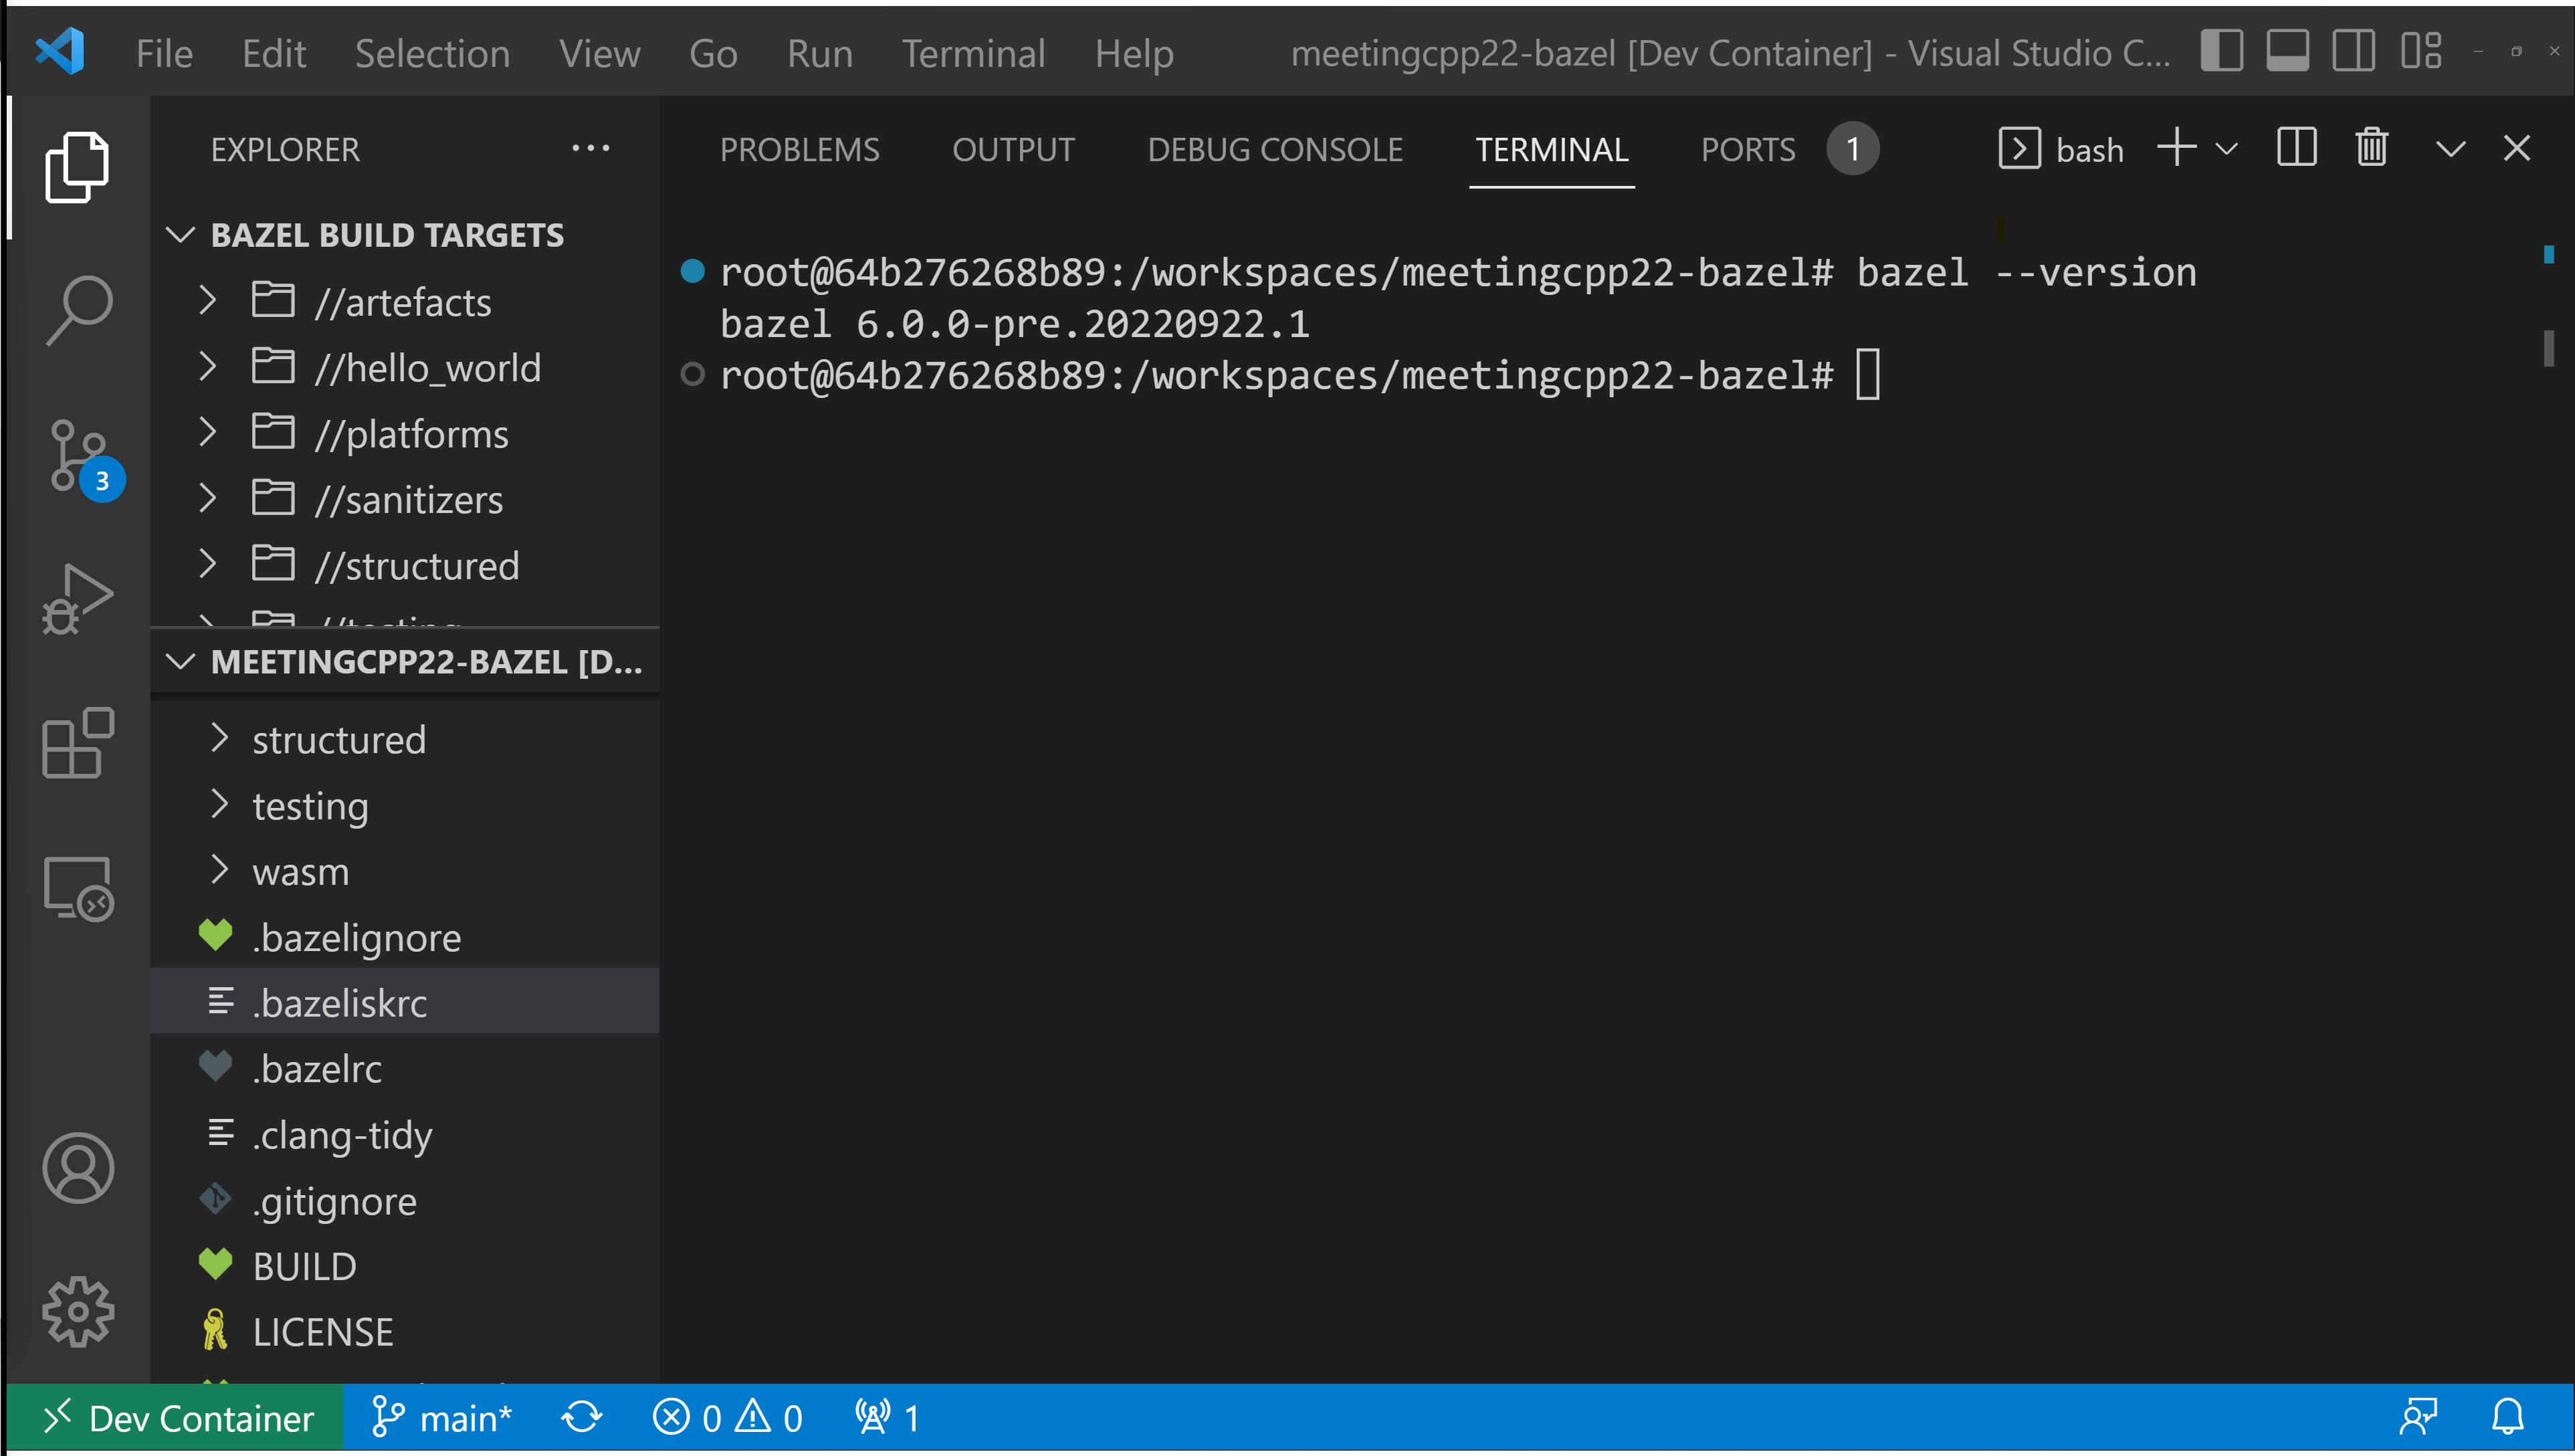 File Edit Selection View Go Run Terminal Help meetingcpp22-bazel [Dev Container] - Visual Studio C...
EXPLORER
BAZEL BUILD TARGETS
//artefacts
//hello_world
//platforms
//sanitizers
//structured
//testing
MEETINGCPP22-BAZEL [D...
structured
testing
wasm
.bazelignore
.bazeliskrc
.bazelrc
.clang-tidy
.gitignore
BUILD
LICENSE
3
PROBLEMS OUTPUT DEBUG CONSOLE TERMINAL PORTS 1 bash
root@64b276268b89:/workspaces/meetingcpp22-bazel# bazel --version
bazel 6.0.0-pre.20220922.1
root@64b276268b89:/workspaces/meetingcpp22-bazel#
Dev Container main* 0 0 1